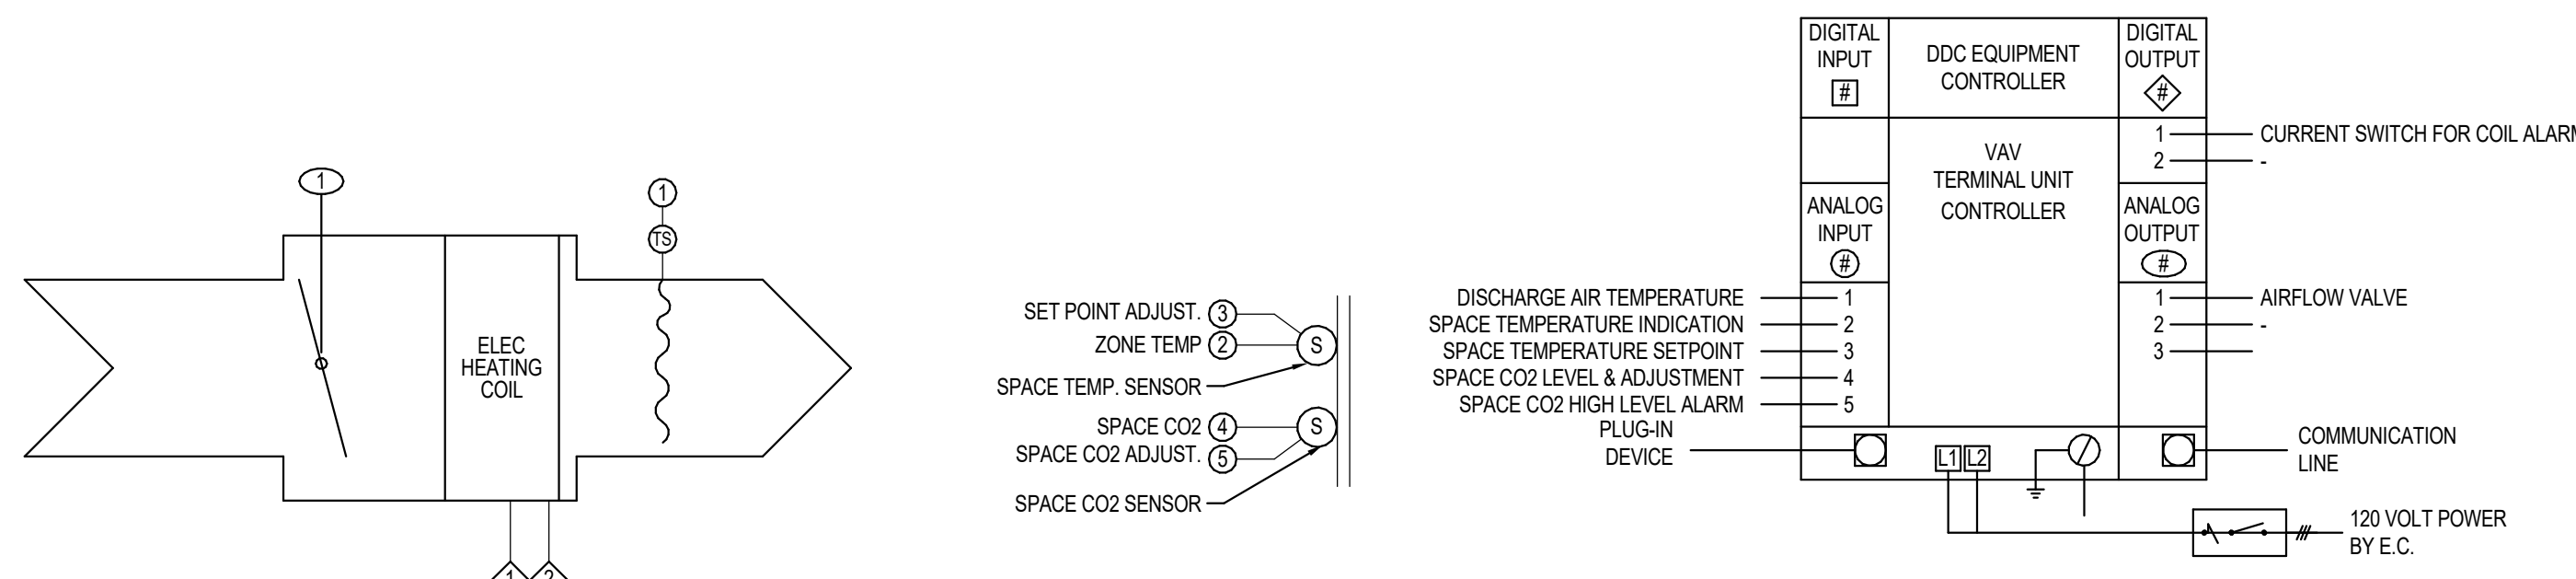 1
1
TS
ELEC
HEATING
COIL
1 2
SET POINT ADJUST. 3
ZONE TEMP 2
S
SPACE TEMP. SENSOR
SPACE CO2 4
S
SPACE CO2 ADJUST. 5
SPACE CO2 SENSOR
DIGITAL
INPUT
#
DDC EQUIPMENT
CONTROLLER
DIGITAL
OUTPUT
#
VAV
TERMINAL UNIT
CONTROLLER
1 CURRENT SWITCH FOR COIL ALARM
2 -
ANALOG
INPUT
#
ANALOG
OUTPUT
#
DISCHARGE AIR TEMPERATURE 1
SPACE TEMPERATURE INDICATION 2
SPACE TEMPERATURE SETPOINT 3
SPACE CO2 LEVEL & ADJUSTMENT 4
SPACE CO2 HIGH LEVEL ALARM 5
1 AIRFLOW VALVE
2 -
3
PLUG-IN
DEVICE
L1 L2
COMMUNICATION
LINE
120 VOLT POWER
BY E.C.